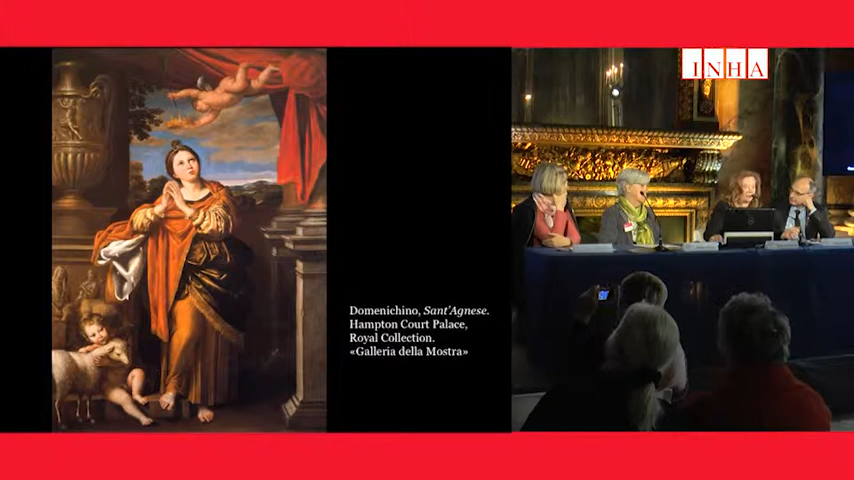 INHA
Domenichino, Sant'Agnese.
Hampton Court Palace,
Royal Collection.
«Galleria della Mostra»